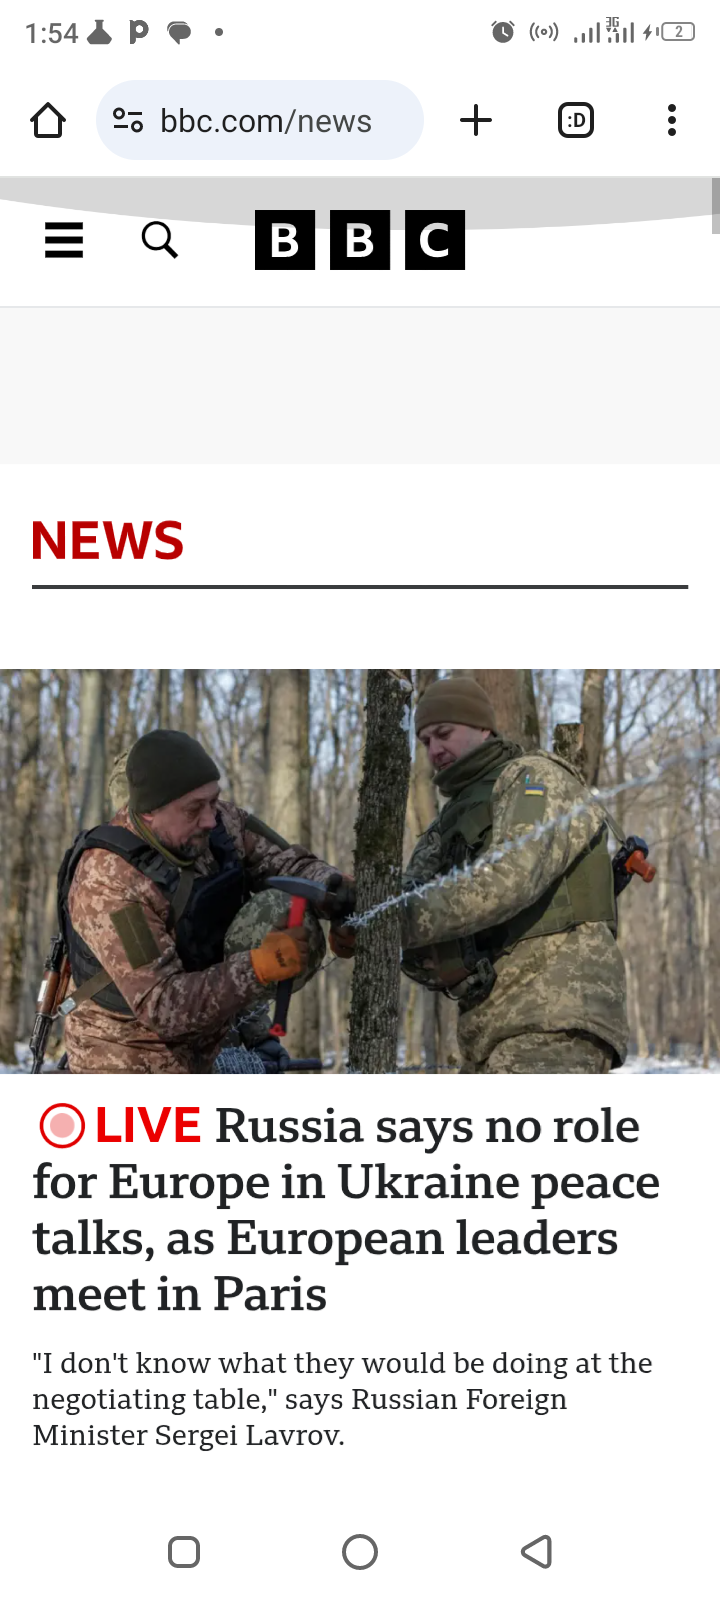 1:54
3G
2
bbc.com/news
:D
BBC
NEWS
LIVE Russia says no role
for Europe in Ukraine peace
talks, as European leaders
meet in Paris
"I don't know what they would be doing at the
negotiating table," says Russian Foreign
Minister Sergei Lavrov.